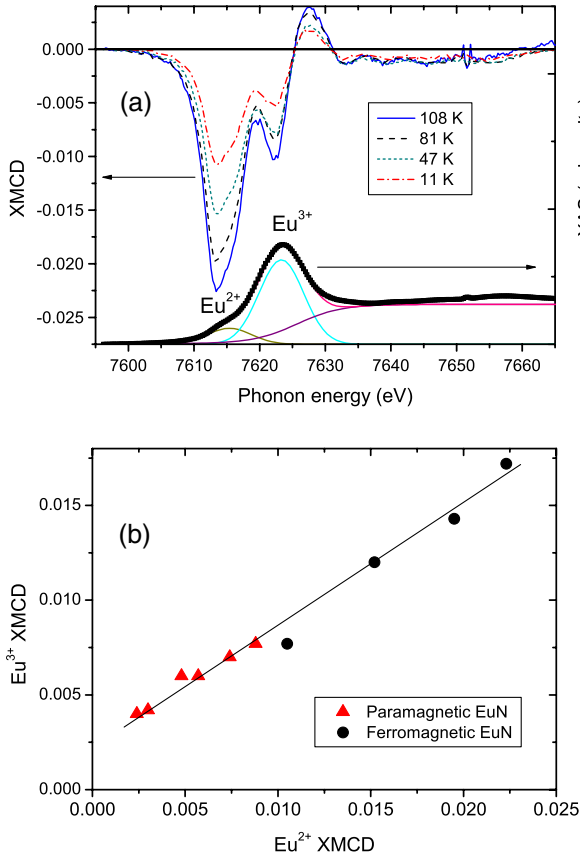 0.000
-0.005
-0.010
-0.015
-0.020
-0.025
XMCD
(a)
108 K
81 K
47 K
11 K
Eu3+
Eu2+
7600
7610
7620
7630
7640
7650
7660
Phonon energy (eV)
(b)
0.015
0.010
0.005
0.000
Eu3+ XMCD
Paramagnetic EuN
Ferromagnetic EuN
0.000
0.005
0.010
0.015
0.020
0.025
Eu2+ XMCD